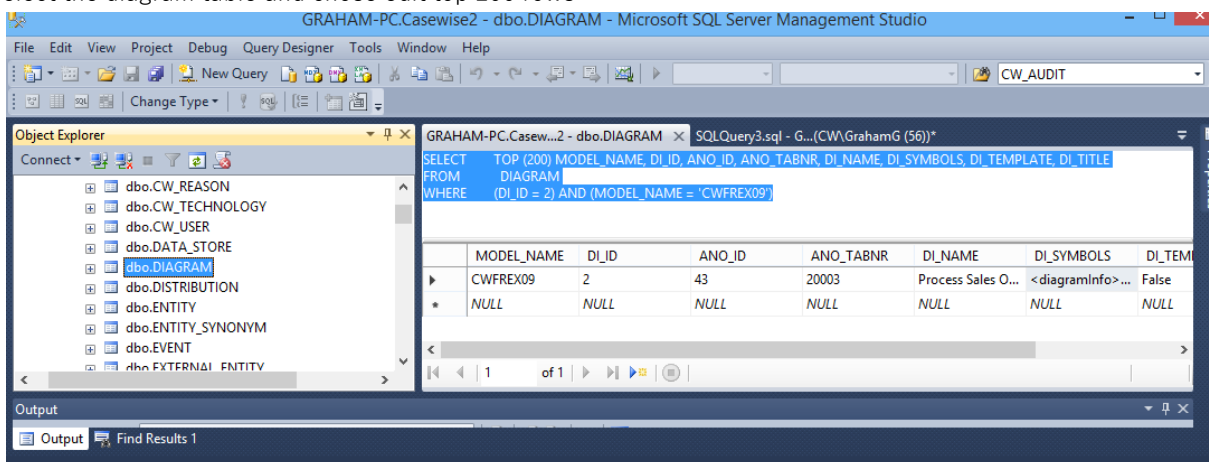 GRAHAM-PC.Casewise2 - dbo.DIAGRAM - Microsoft SQL Server Management Studio
File Edit View Project Debug Query Designer Tools Window Help
New Query CW_AUDIT
Change Type
Object Explorer
Connect
dbo.CW_REASON
dbo.CW_TECHNOLOGY
dbo.CW_USER
dbo.DATA_STORE
dbo.DIAGRAM
dbo.DISTRIBUTION
dbo.ENTITY
dbo.ENTITY_SYNONYM
dbo.EVENT
dbo.EXTERNAL_ENTITY
GRAHAM-PC.Casew...2 - dbo.DIAGRAM SQLQuery3.sql - G...(CW\GrahamG (56))*
SELECT TOP (200) MODEL_NAME, DI_ID, ANO_ID, ANO_TABNR, DI_NAME, DI_SYMBOLS, DI_TEMPLATE, DI_TITLE
FROM DIAGRAM
WHERE (DI_ID = 2) AND (MODEL_NAME = 'CWFREX09')
MODEL_NAME DI_ID ANO_ID ANO_TABNR DI_NAME DI_SYMBOLS DI_TEM
CWFREX09 2 43 20003 Process Sales O... <diagramInfo>... False
NULL NULL NULL NULL NULL NULL NULL
1 of 1
Output
Output Find Results 1